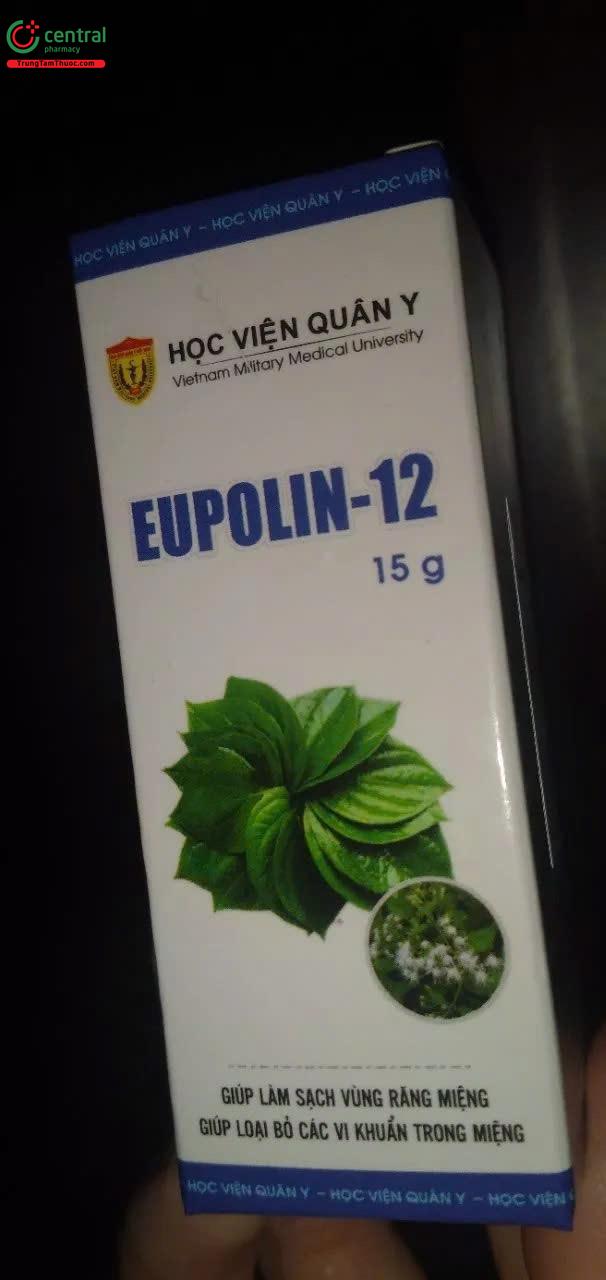 central
pharmacy
TrungTamThuoc.com
HỌC VIỆN QUÂN Y – HỌC VIỆN QUÂN Y – HỌC VIỆN
HỌC VIỆN QUÂN Y
Vietnam Military Medical University
EUPOLIN-12
15 g
GIÚP LÀM SẠCH VÙNG RĂNG MIỆNG
GIÚP LOẠI BỎ CÁC VI KHUẨN TRONG MIỆNG
HỌC VIỆN QUÂN Y – HỌC VIỆN QUÂN Y – HỌC VIỆN